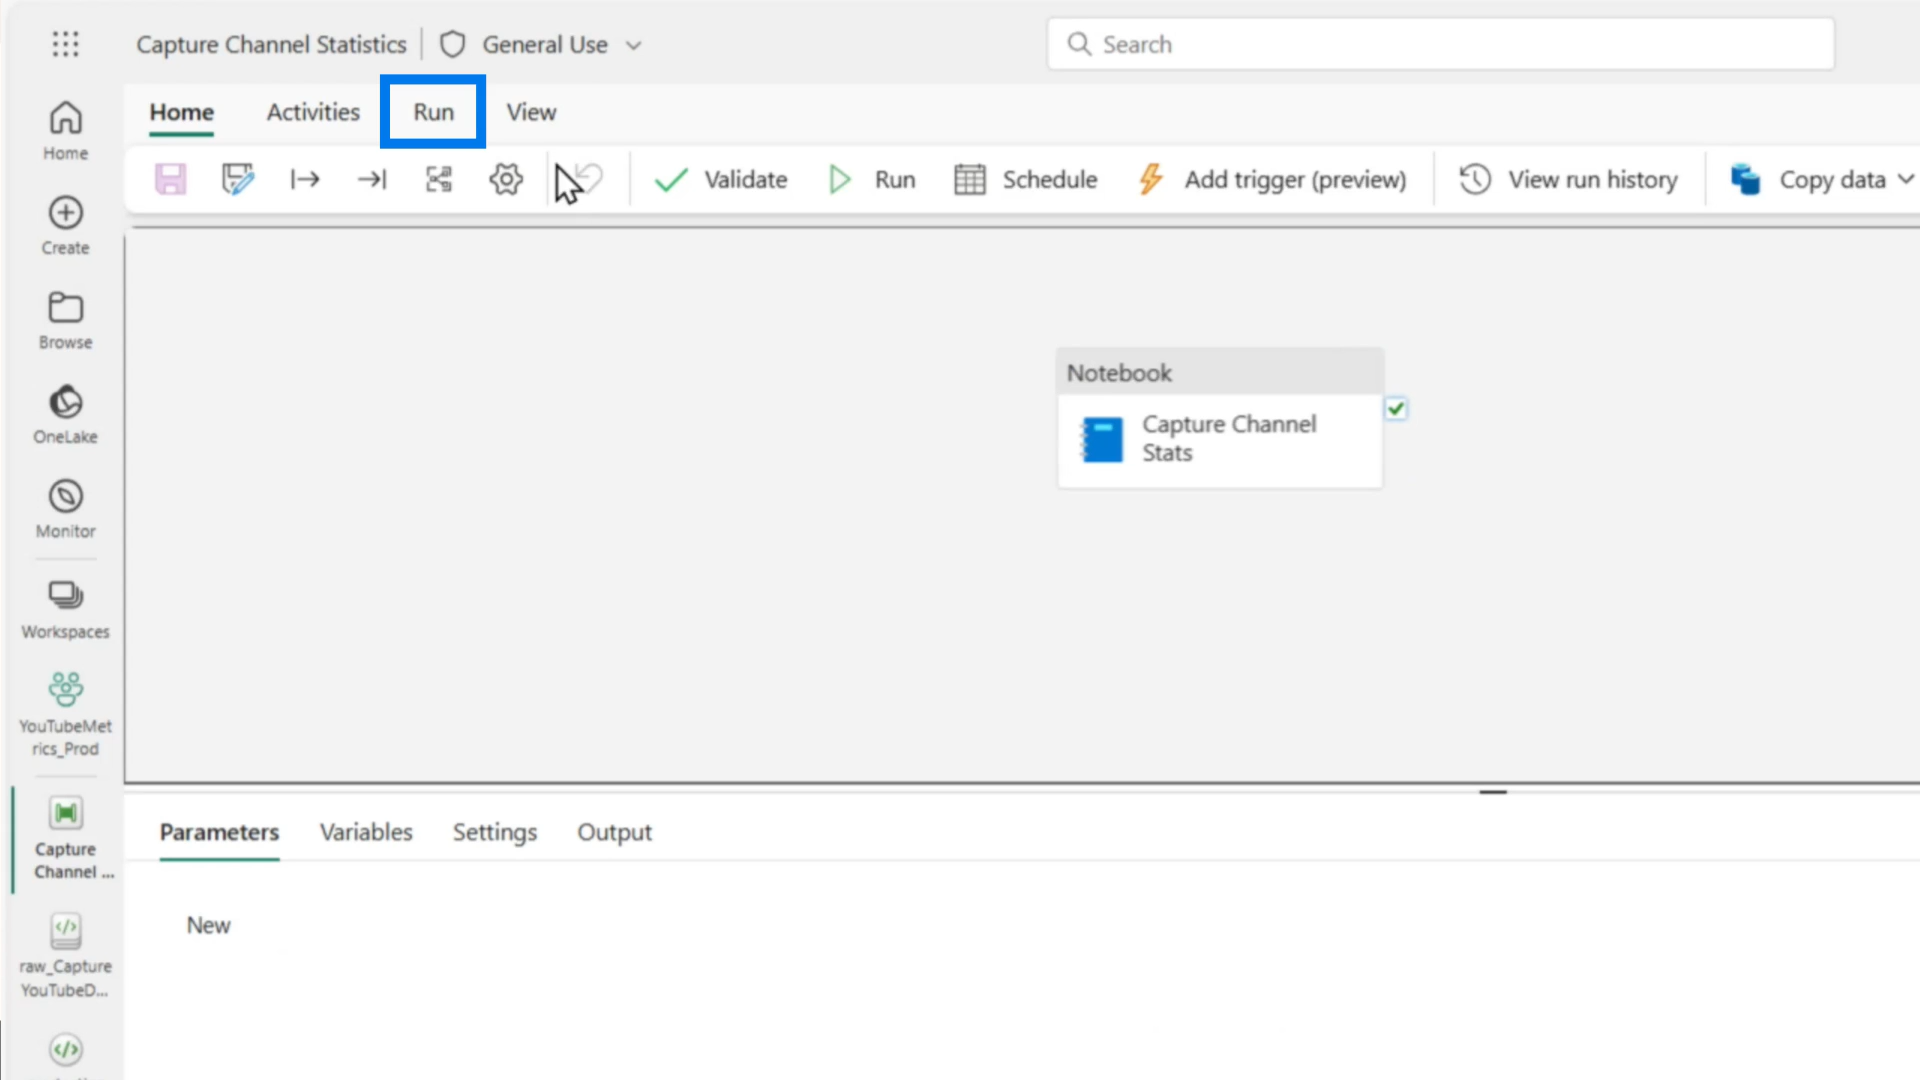 Capture Channel Statistics
General Use
Search
Home
Activities
Run
View
Validate
Run
Schedule
Add trigger (preview)
View run history
Copy data
Home
Create
Browse
OneLake
Monitor
Workspaces
YouTubeMet
rics_Prod
Capture
Channel ...
raw_Capture
YouTubeD...
Notebook
Capture Channel
Stats
Parameters
Variables
Settings
Output
New